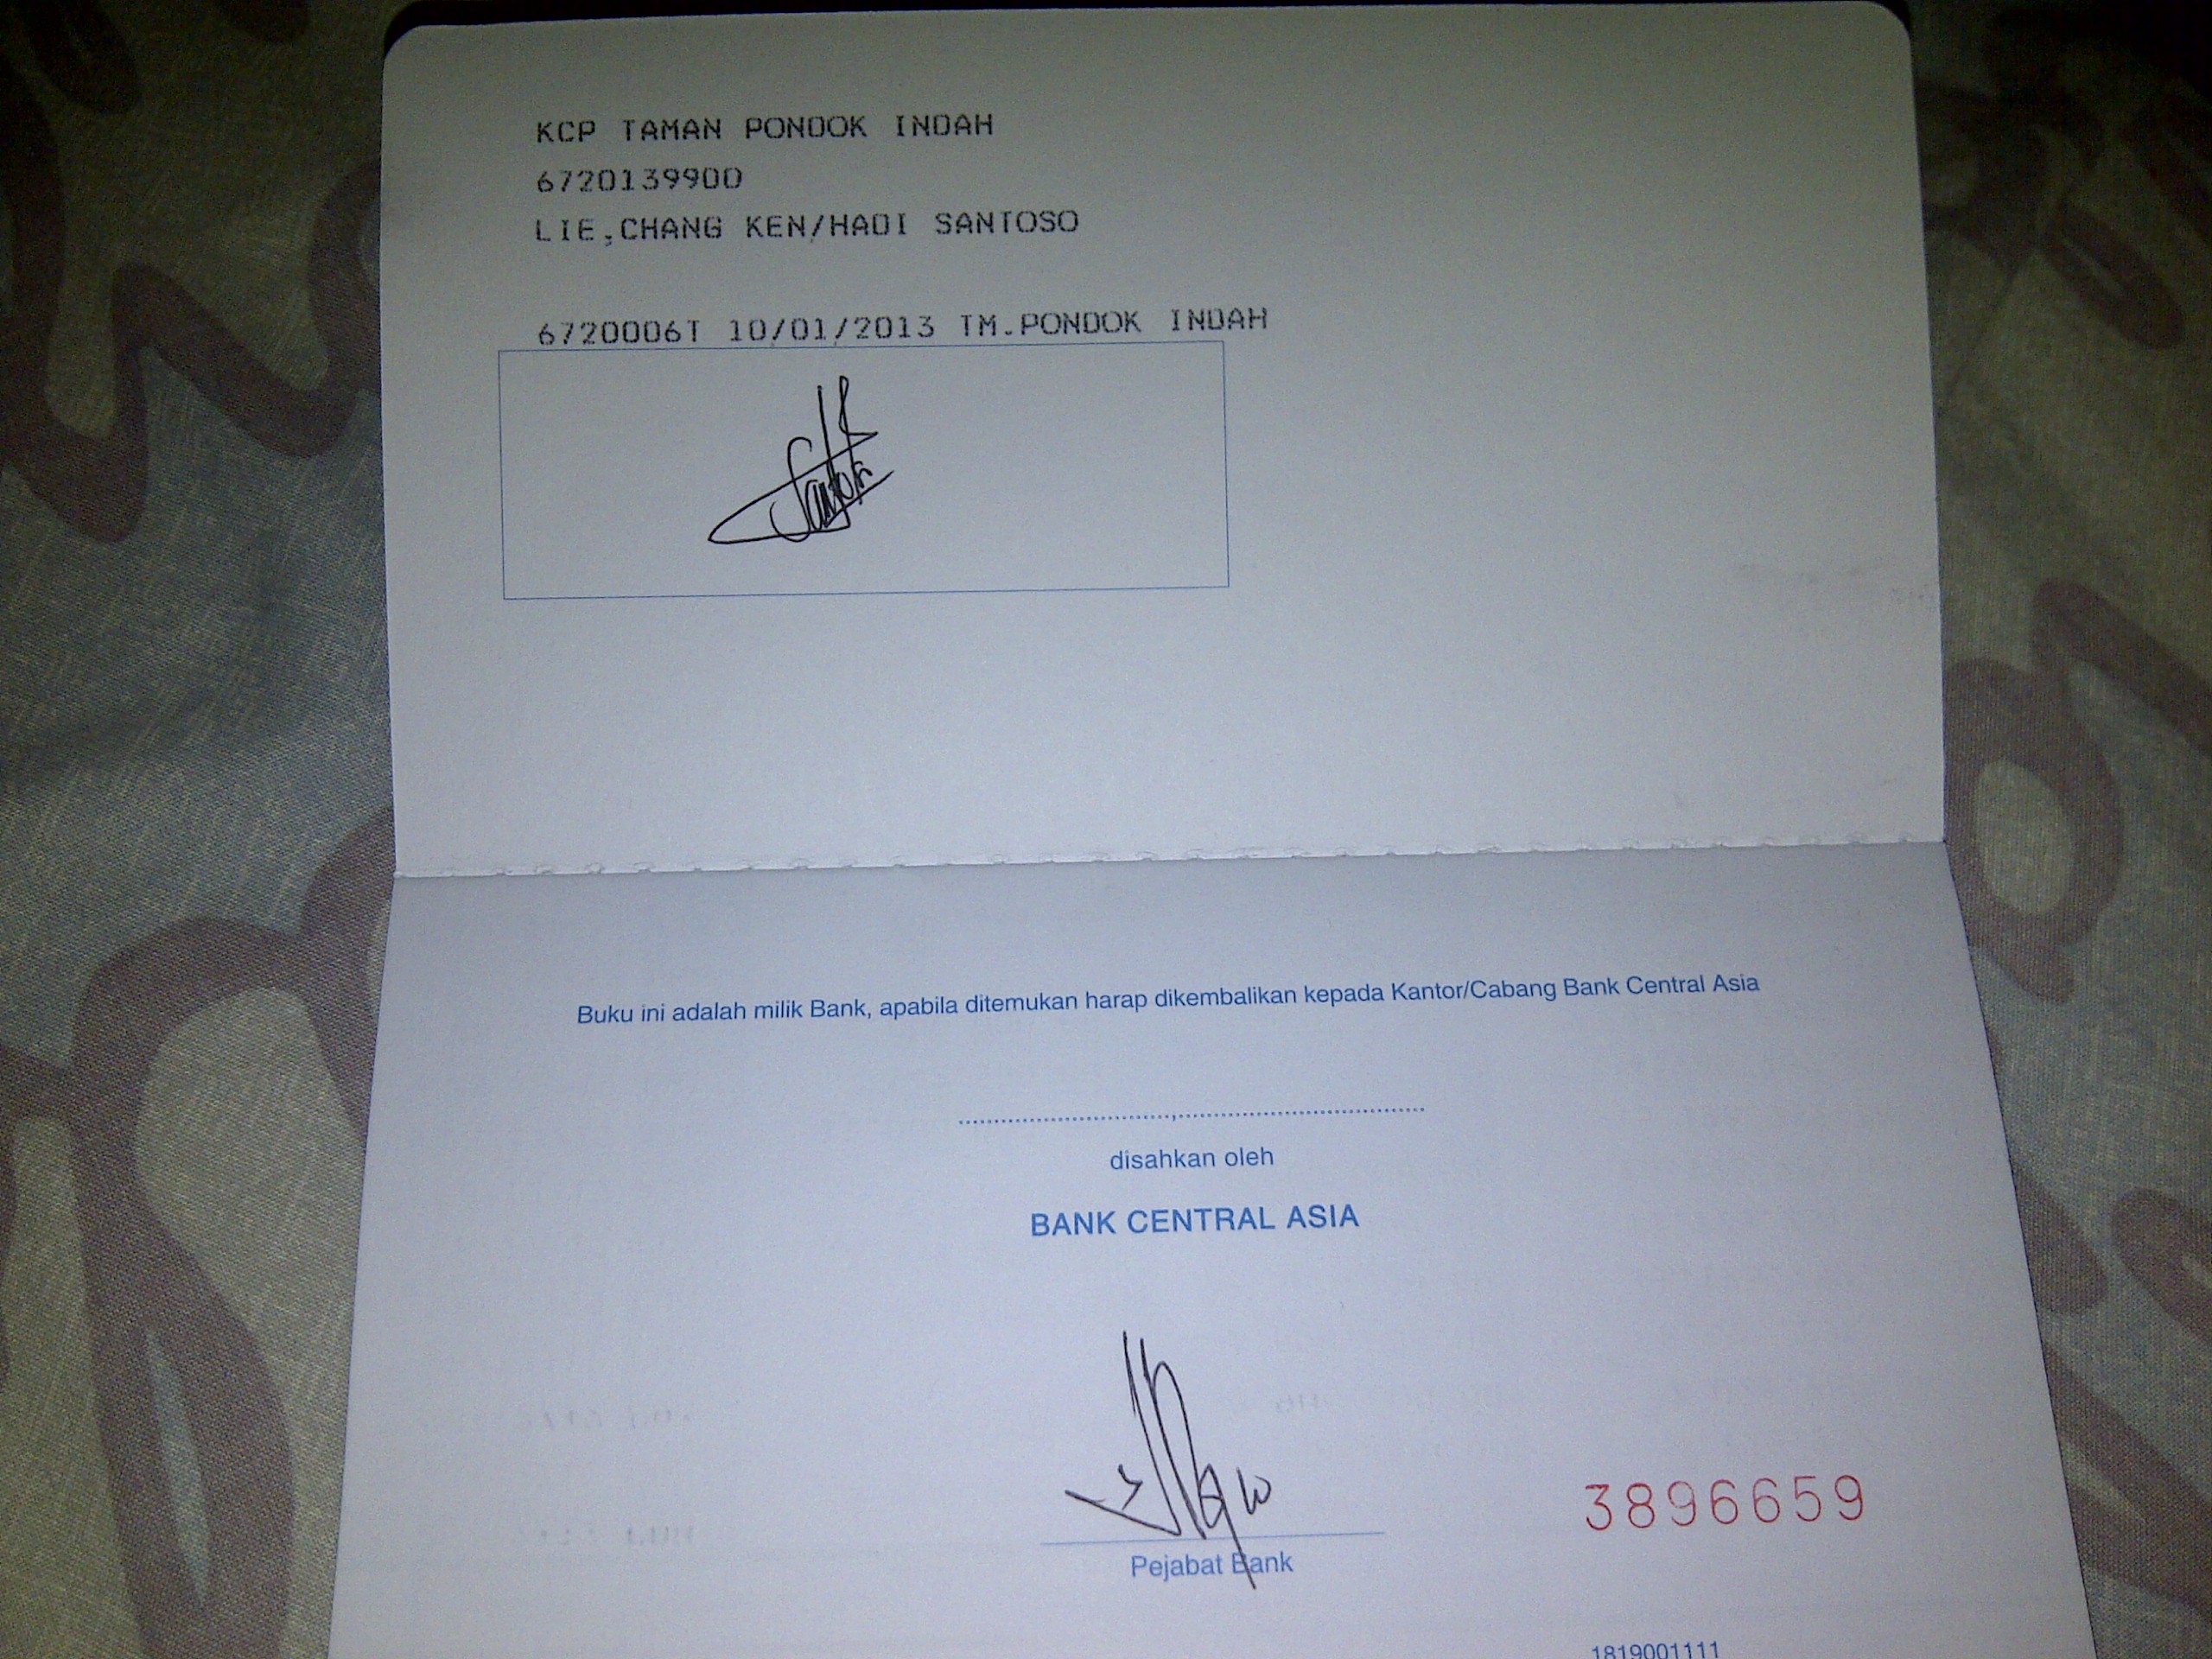 KCP TAMAN PONDOK INDAH
6720139900
LIE,CHANG KEN/HADI SANTOSO
6720006T 10/01/2013 TM.PONDOK INDAH
Buku ini adalah milik Bank, apabila ditemukan harap dikembalikan kepada Kantor/Cabang Bank Central Asia
disahkan oleh
BANK CENTRAL ASIA
Pejabat Bank
3896659
1819001111